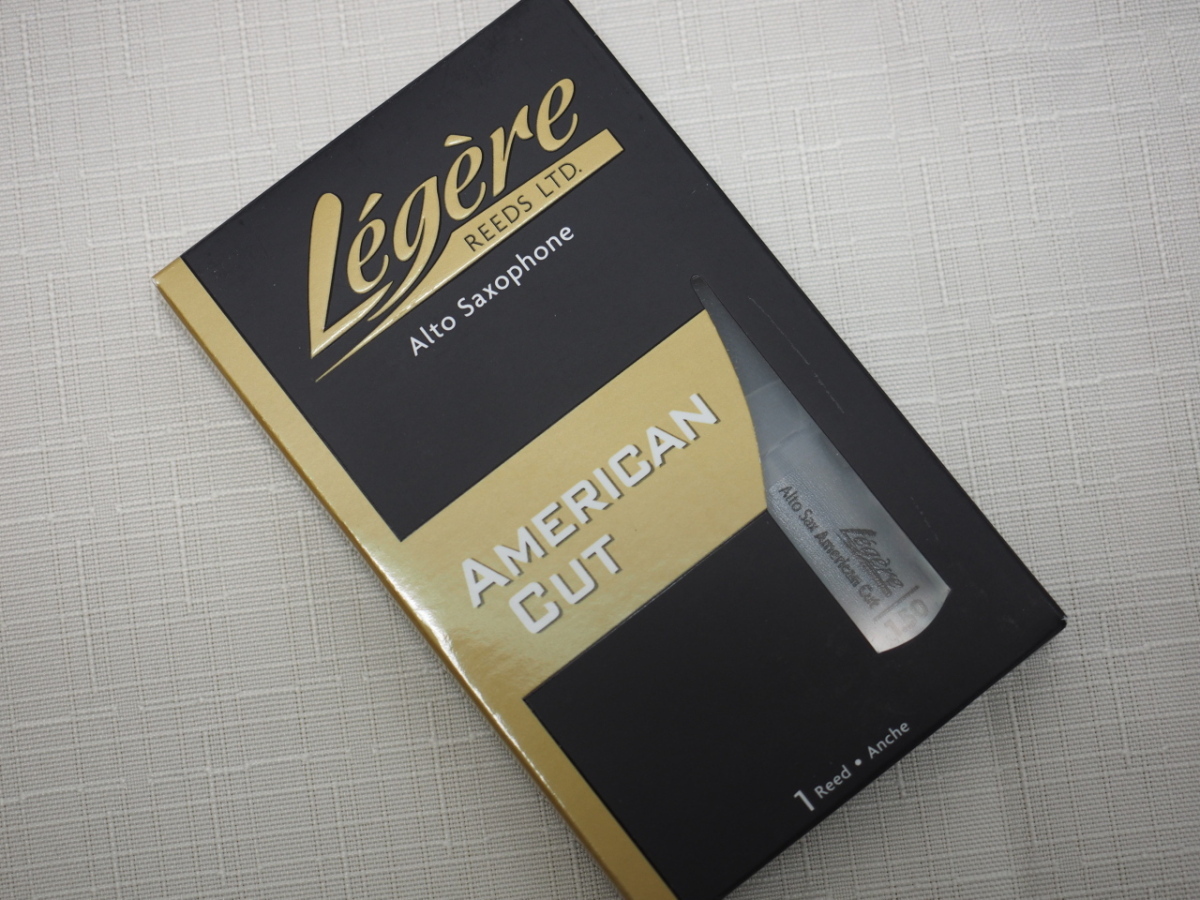 Légère
REEDS LTD.
Alto Saxophone
AMERICAN
CUT
Légère
Alto Sax American Cut
1 Reed • Anche